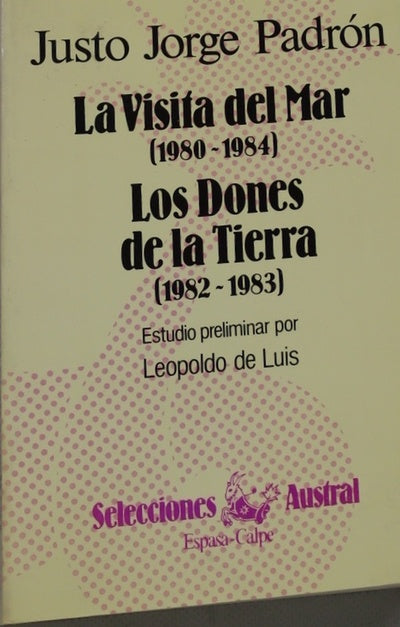 Justo Jorge Padrón
La Visita del Mar
(1980-1984)
Los Dones
de la Tierra
(1982-1983)
Estudio preliminar por
Leopoldo de Luis
Selecciones Austral
Espasa-Calpe